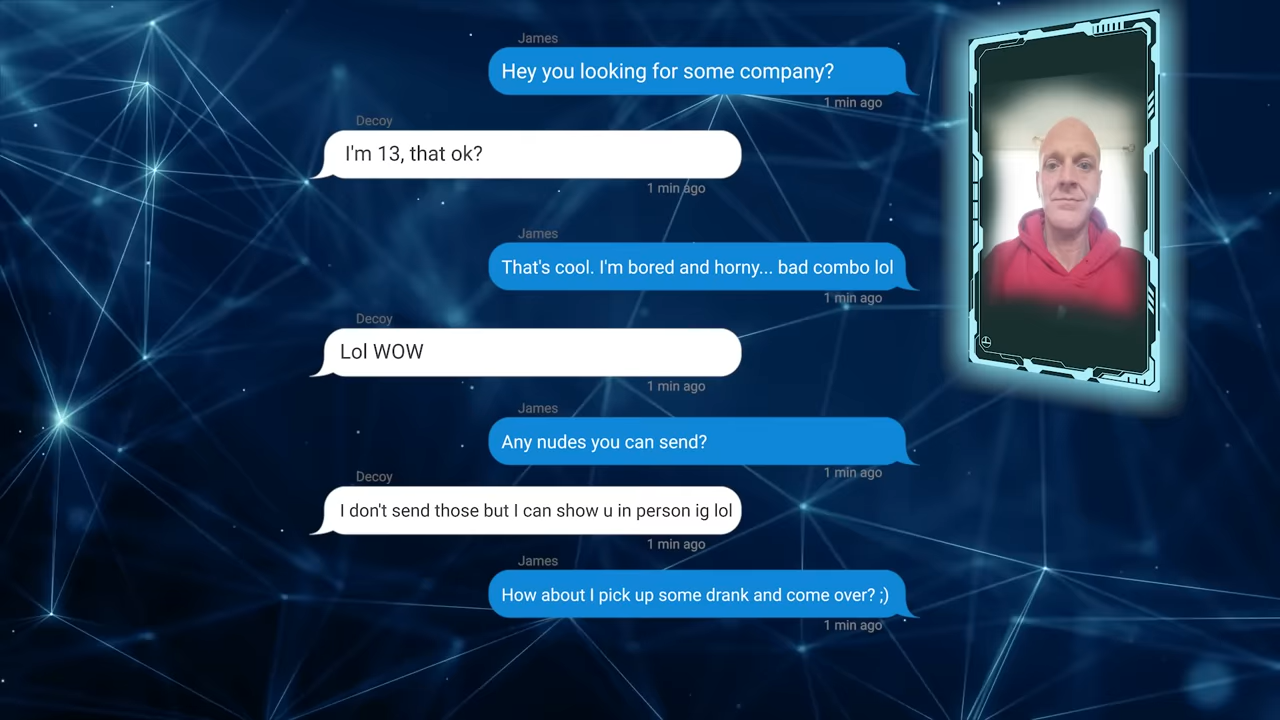 James
Hey you looking for some company?
1 min ago
Decoy
I'm 13, that ok?
1 min ago
James
That's cool. I'm bored and horny... bad combo lol
1 min ago
Decoy
Lol WOW
1 min ago
James
Any nudes you can send?
1 min ago
Decoy
I don't send those but I can show u in person ig lol
1 min ago
James
How about I pick up some drank and come over? ;)
1 min ago